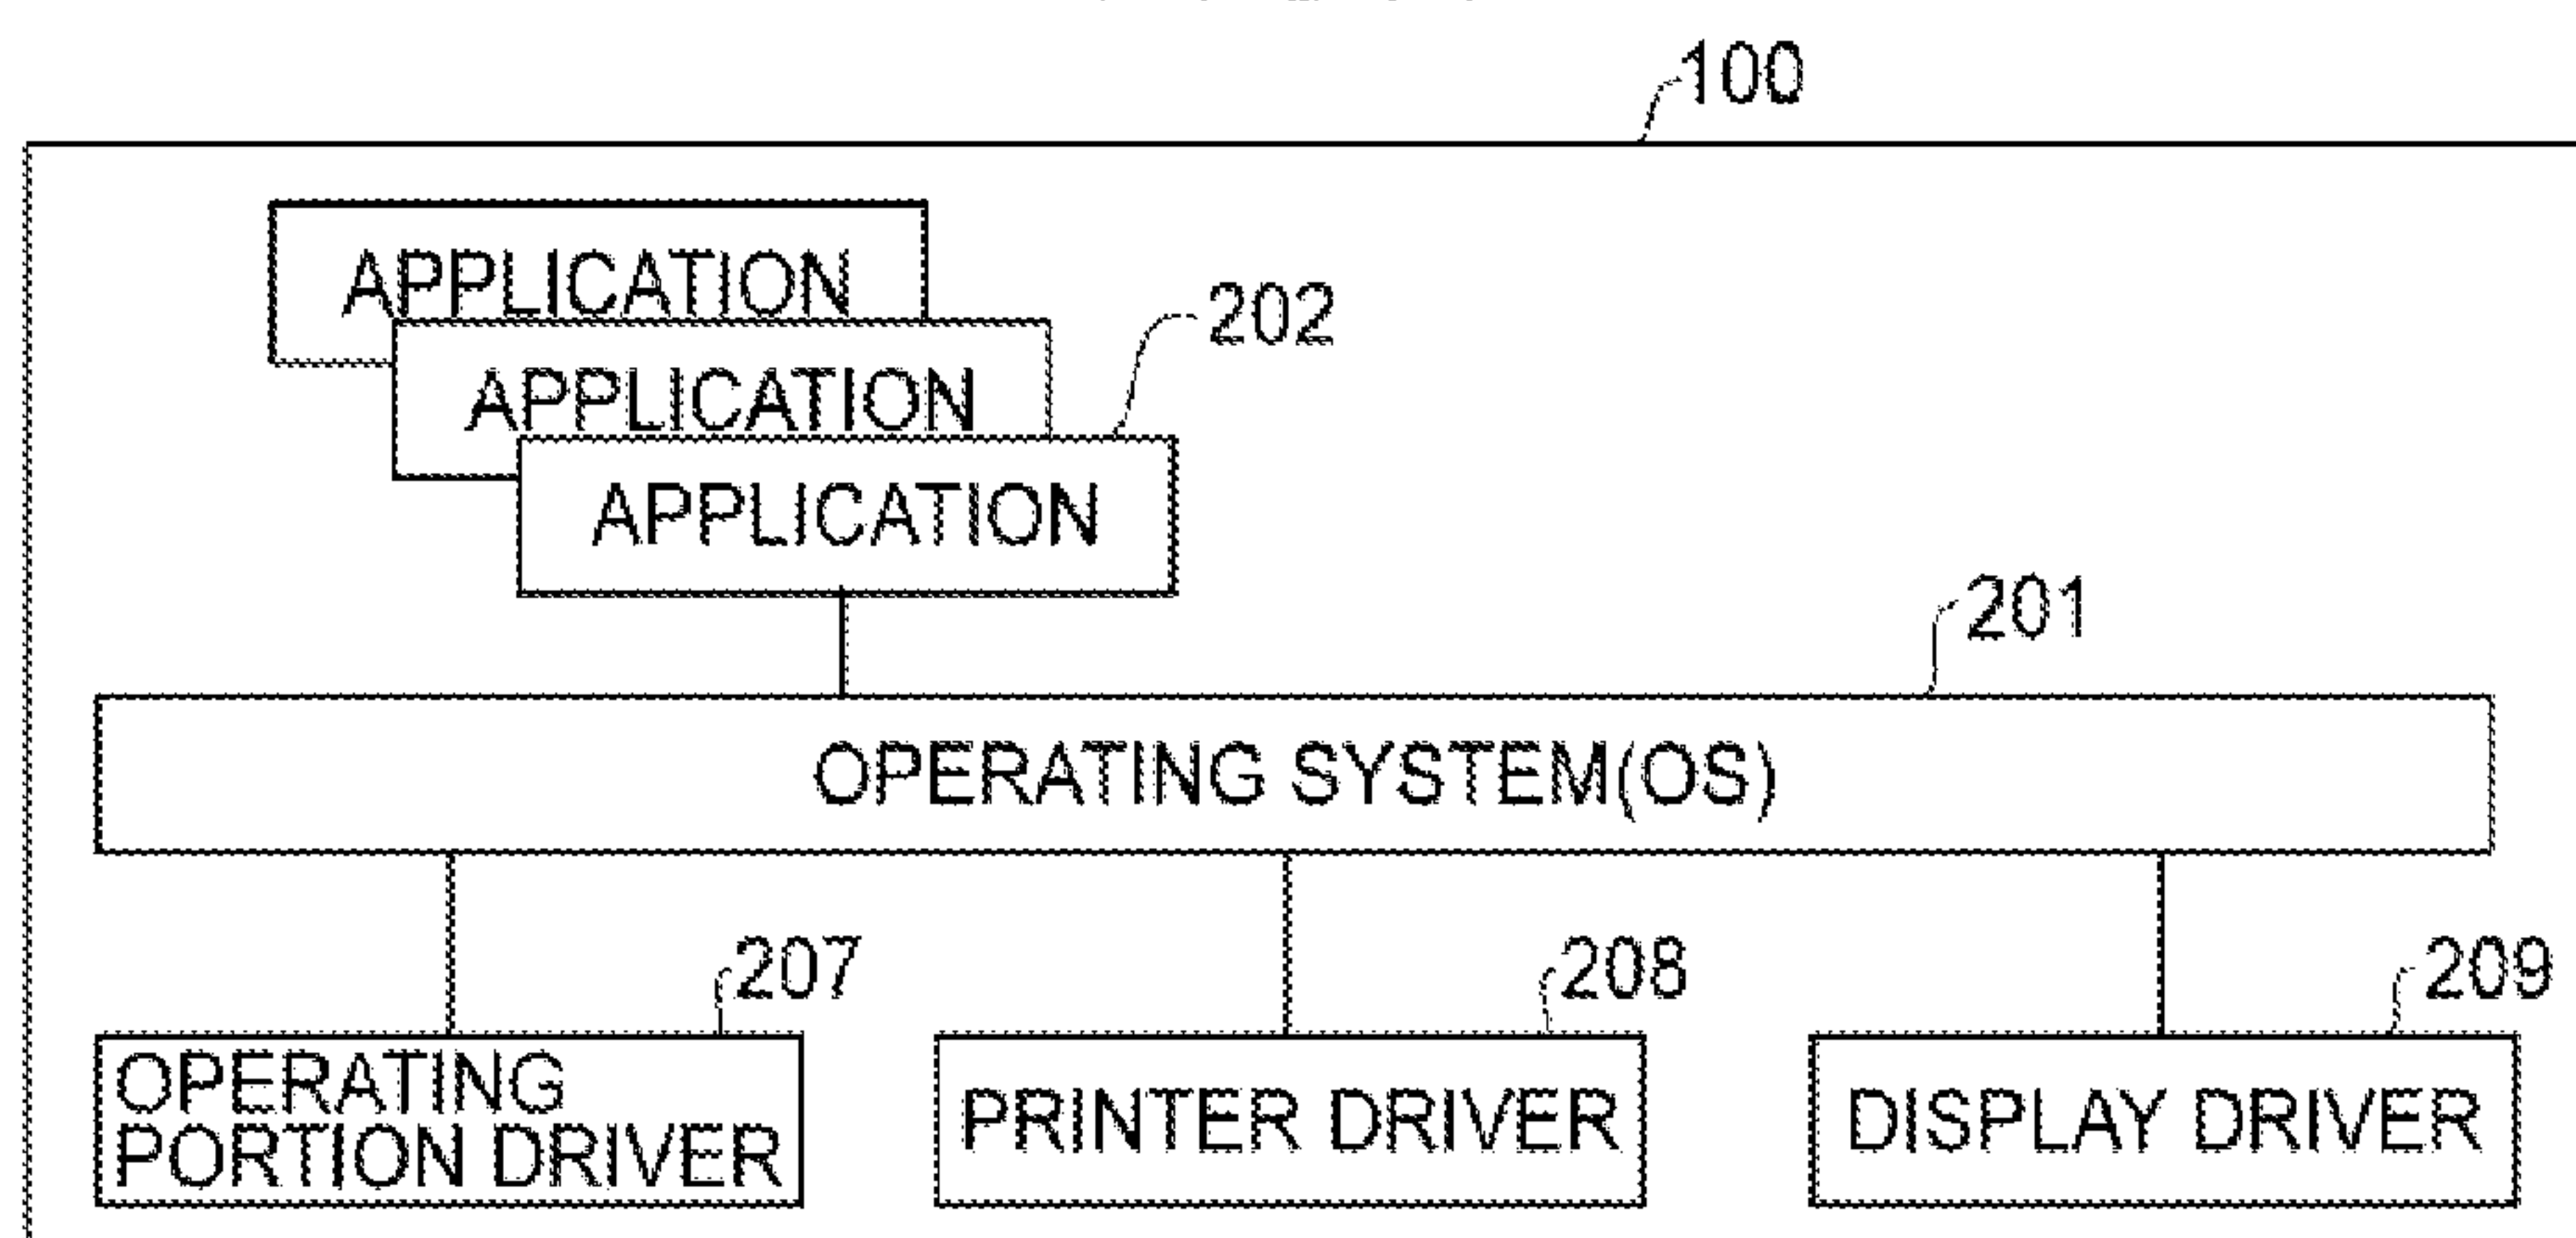 100
APPLICATION
202
APPLICATION
APPLICATION
201
OPERATING SYSTEM(OS)
207
208
209
OPERATING
PORTION DRIVER
PRINTER DRIVER
DISPLAY DRIVER